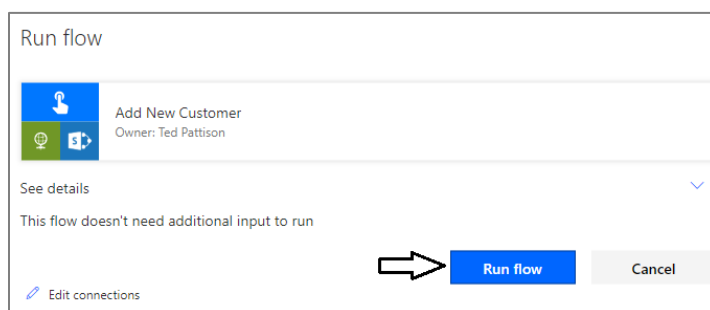 Run flow
Add New Customer
Owner: Ted Pattison
S
See details
This flow doesn't need additional input to run
Run flow
Cancel
Edit connections